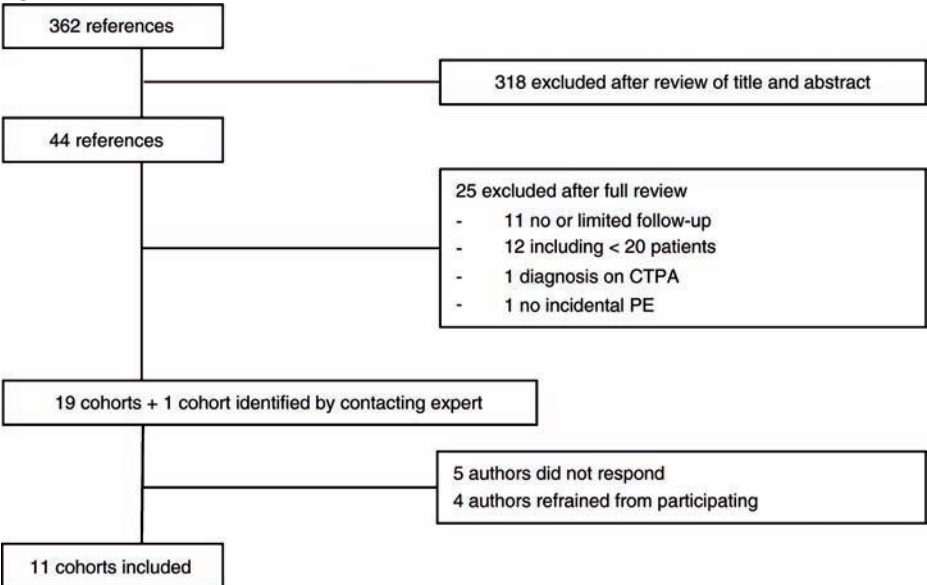 362 references
318 excluded after review of title and abstract
44 references
25 excluded after full review
- 11 no or limited follow-up
- 12 including < 20 patients
- 1 diagnosis on CTPA
- 1 no incidental PE
19 cohorts + 1 cohort identified by contacting expert
5 authors did not respond
4 authors refrained from participating
11 cohorts included